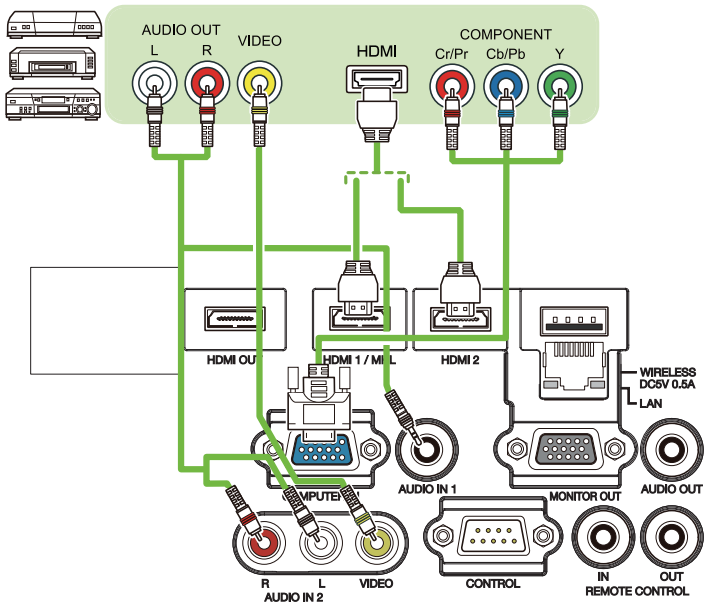 AUDIO OUT
L
R
VIDEO
HDMI
COMPONENT
Cr/Pr
Cb/Pb
Y
HDMI OUT
HDMI 1 / MHL
HDMI 2
WIRELESS
DC5V 0.5A
LAN
AUDIO IN 1
MONITOR OUT
AUDIO OUT
R
L
VIDEO
AUDIO IN 2
CONTROL
IN
OUT
REMOTE CONTROL